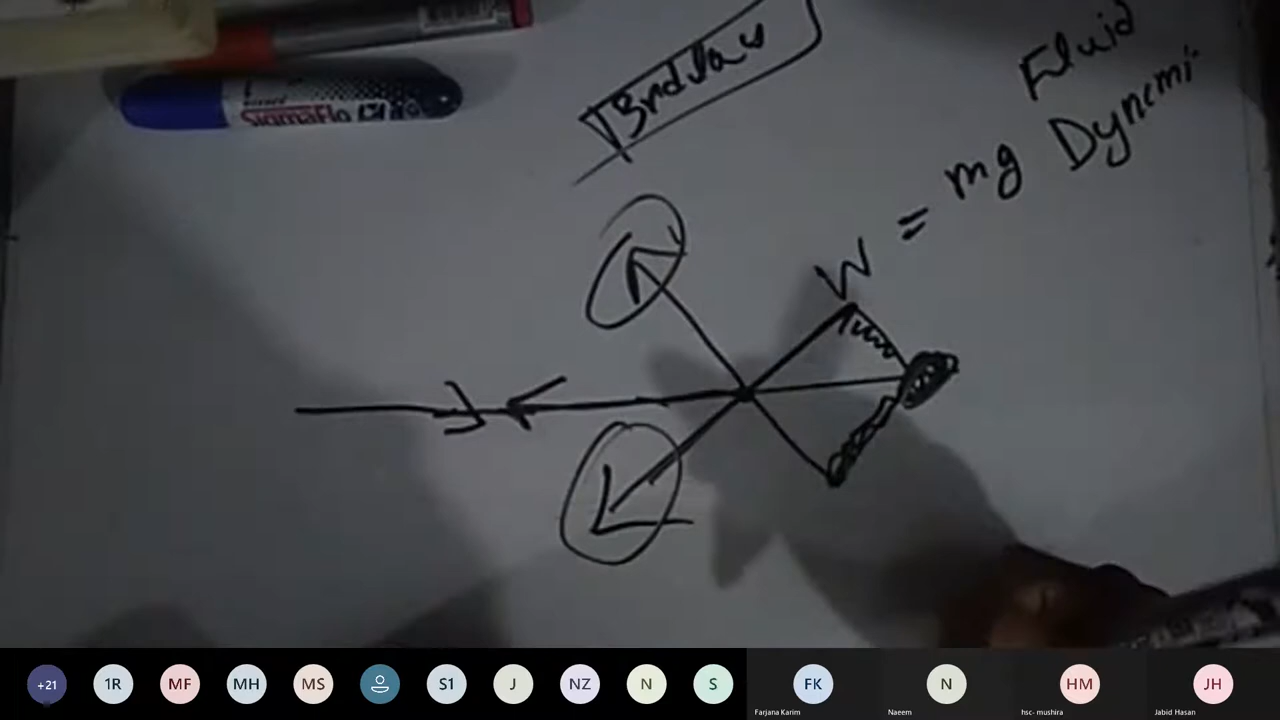 3rd law
Fluid
Dynami
W = mg
SigmaFlo
+21
1R
MF
MH
MS
S1
J
NZ
N
S
FK
N
HM
JH
Farjana Karim
Naeem
hsc- mushira
Jabid Hasan